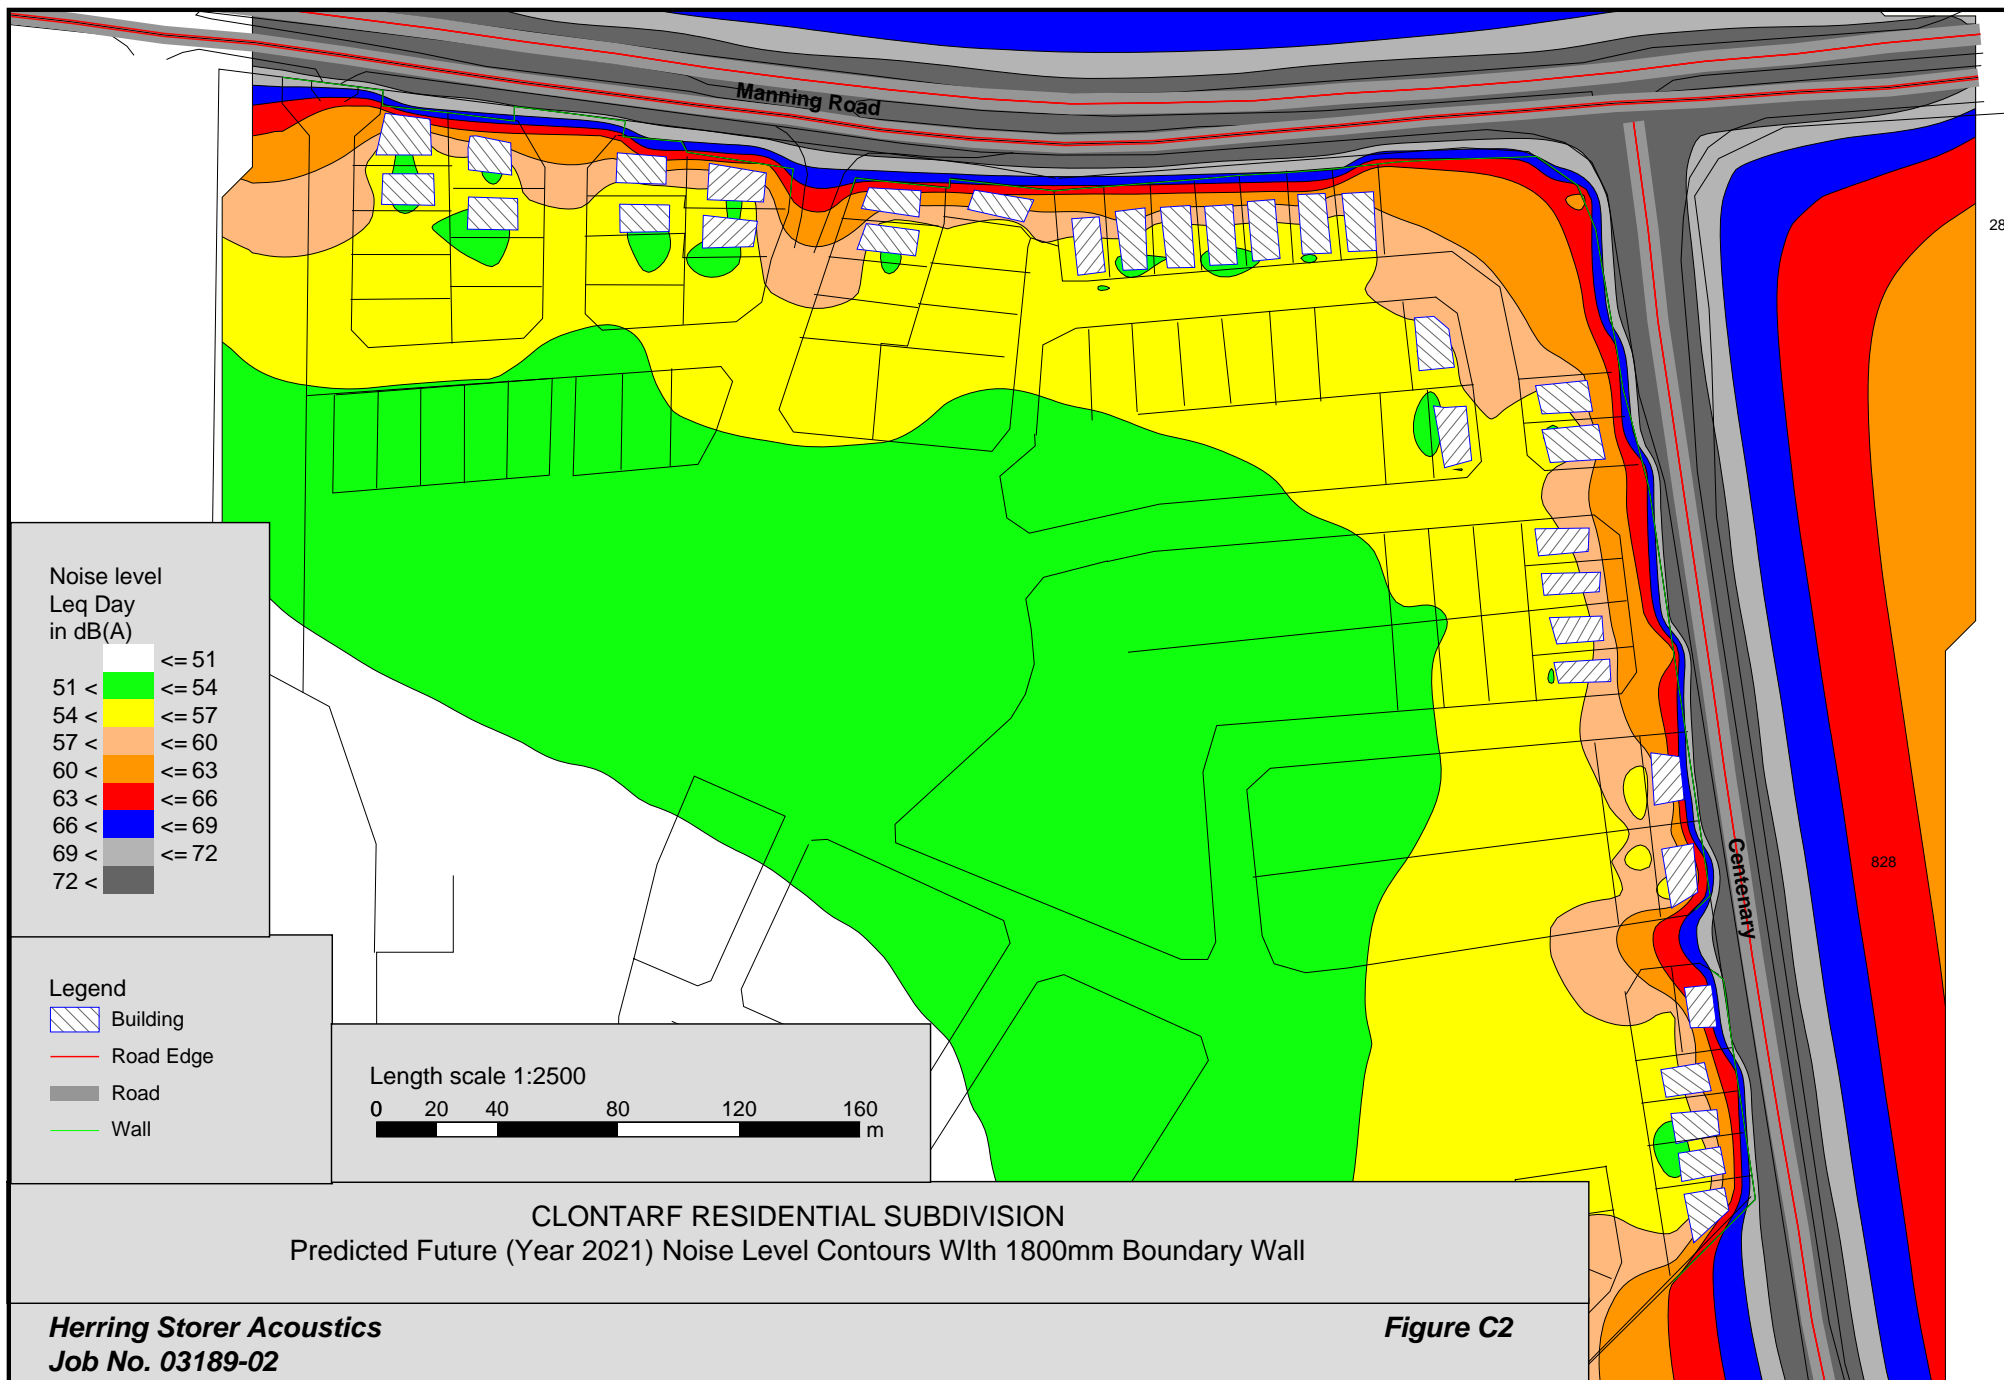 Manning Road
28
Noise level
Leq Day
in dB(A)
<= 51
51 < <= 54
54 < <= 57
57 < <= 60
60 < <= 63
63 < <= 66
66 < <= 69
69 < <= 72
72 <
Centenary
828
Legend
Building
Road Edge
Road
Wall
Length scale 1:2500
0 20 40 80 120 160
m
CLONTARF RESIDENTIAL SUBDIVISION
Predicted Future (Year 2021) Noise Level Contours WIth 1800mm Boundary Wall
Herring Storer Acoustics
Job No. 03189-02
Figure C2